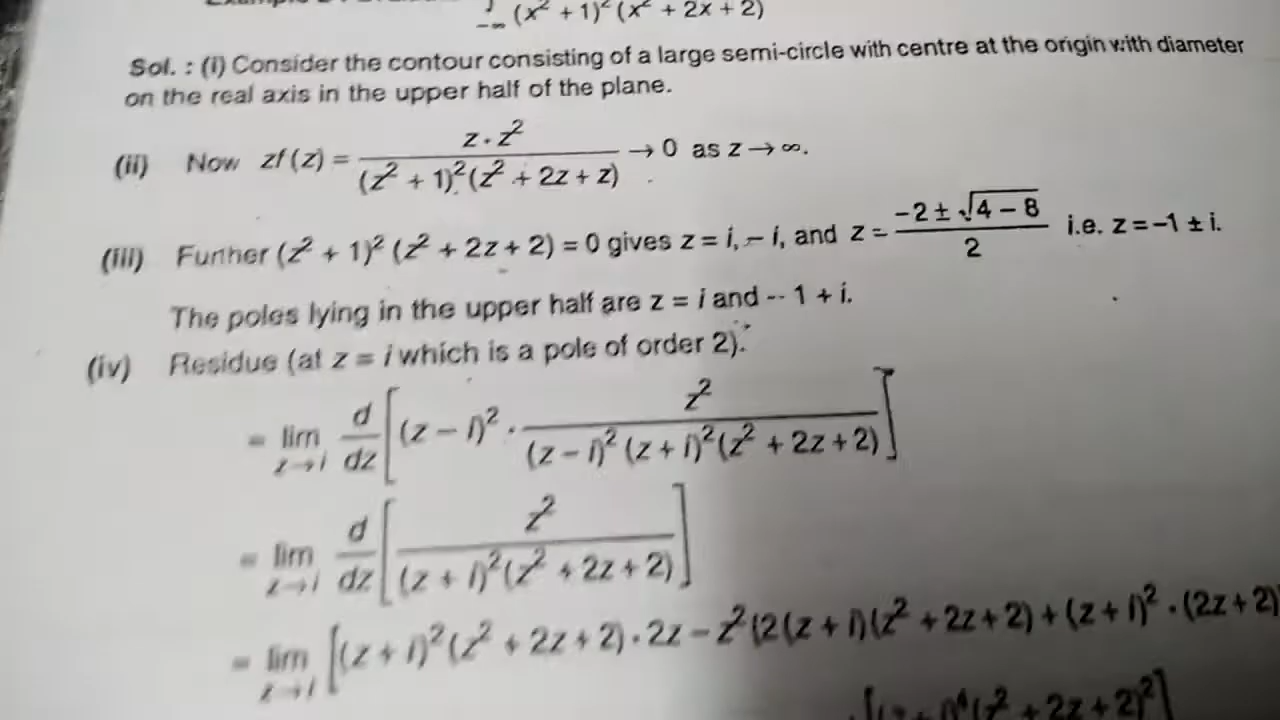 ∫ -∞ (x² + 1)² (x² + 2x + 2)
Sol. : (i) Consider the contour consisting of a large semi-circle with centre at the origin with diameter
on the real axis in the upper half of the plane.
(ii) Now zf(z) = z · z² / (z² + 1)² (z² + 2z + z) → 0 as z → ∞.
(iii) Further (z² + 1)² (z² + 2z + 2) = 0 gives z = i, – i, and z = –2 ± √4 – 8 / 2 i.e. z = –1 ± i.
The poles lying in the upper half are z = i and -- 1 + i.
(iv) Residue (at z = i which is a pole of order 2).
= lim z→i d/dz [(z – i)² · z² / (z – i)² (z + i)² (z² + 2z + 2)]
= lim z→i d/dz [z² / (z + i)² (z² + 2z + 2)]
= lim z→i [(z + i)² (z² + 2z + 2) · 2z – z² (2(z + i)(z² + 2z + 2) + (z + i)² · (2z + 2)
(z² + 2z + 2)²]